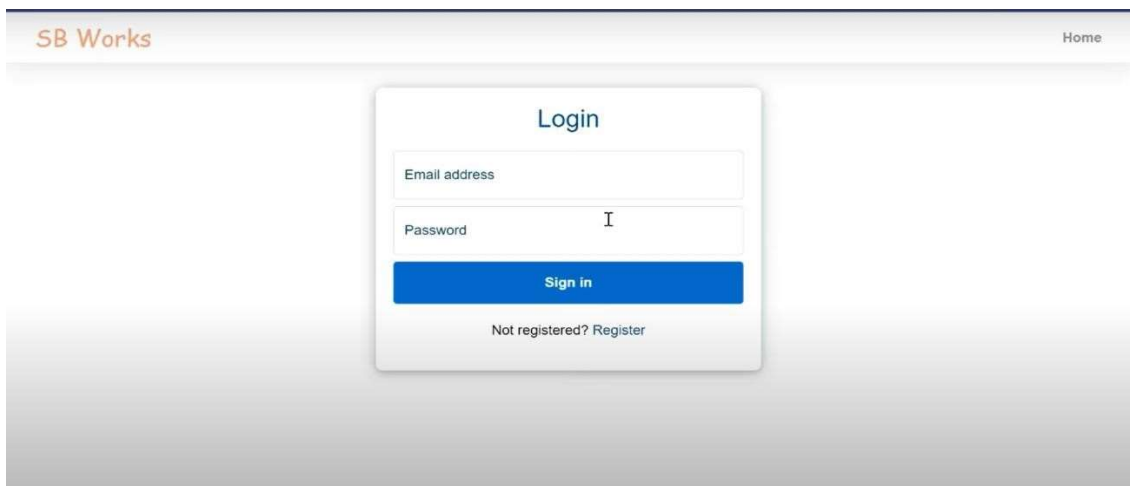 SB Works
Home
Login
Email address
Password
Sign in
Not registered? Register